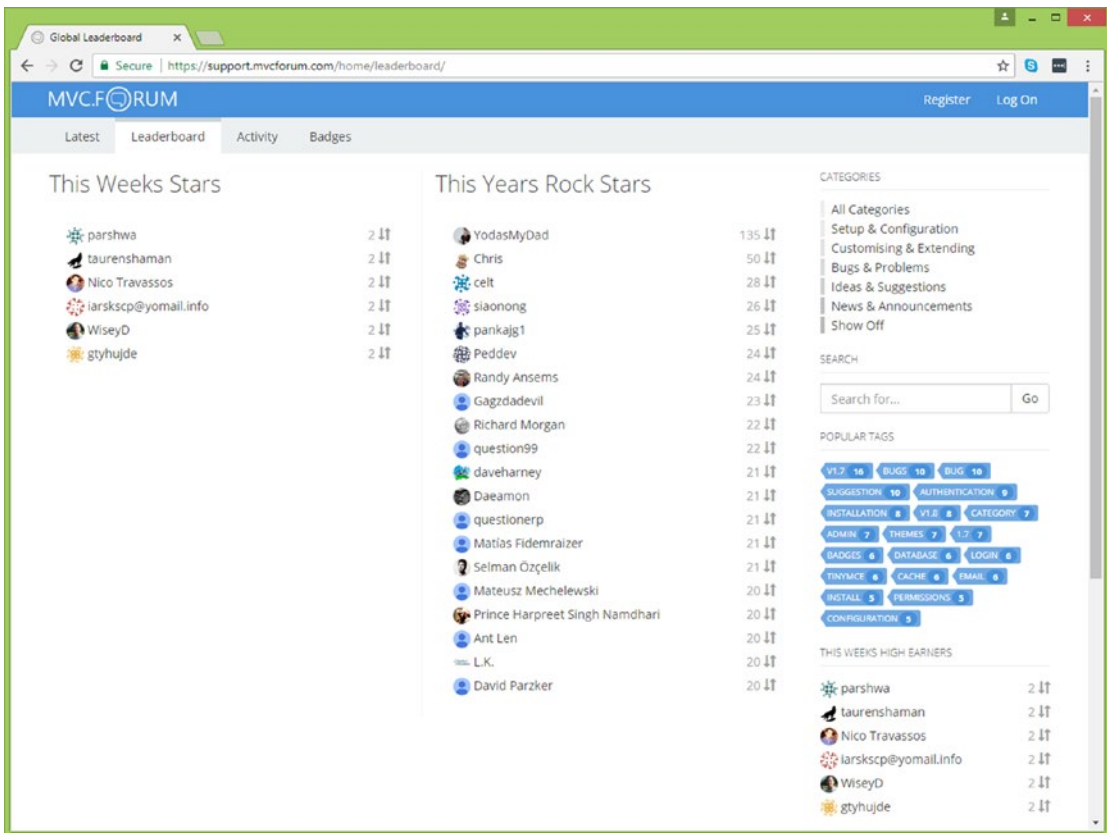 Global Leaderboard
Secure | https://support.mvcforum.com/home/leaderboard/
MVC.FORUM
Register Log On
Latest Leaderboard Activity Badges
This Weeks Stars
parshwa 2
taurenshaman 2
Nico Travassos 2
iarskscp@yomail.info 2
WiseyD 2
gtyhujde 2
This Years Rock Stars
YodasMyDad 135
Chris 50
celt 28
siaonong 26
pankajg1 25
Peddev 24
Randy Ansems 24
Gagzdadevil 23
Richard Morgan 22
question99 22
daveharney 21
Daeamon 21
questionerp 21
Matías Fidemraizer 21
Selman Özçelik 21
Mateusz Mechelewski 20
Prince Harpreet Singh Namdhari 20
Ant Len 20
L.K. 20
David Parzker 20
CATEGORIES
All Categories
Setup & Configuration
Customising & Extending
Bugs & Problems
Ideas & Suggestions
News & Announcements
Show Off
SEARCH
Search for... Go
POPULAR TAGS
V1.7 16 BUGS 10 BUG 10
SUGGESTION 10 AUTHENTICATION 9
INSTALLATION 8 V1.8 8 CATEGORY 7
ADMIN 7 THEMES 7 1.7 7
BADGES 6 DATABASE 6 LOGIN 6
TINYMCE 6 CACHE 6 EMAIL 6
INSTALL 5 PERMISSIONS 5
CONFIGURATION 5
THIS WEEKS HIGH EARNERS
parshwa 2
taurenshaman 2
Nico Travassos 2
iarskscp@yomail.info 2
WiseyD 2
gtyhujde 2